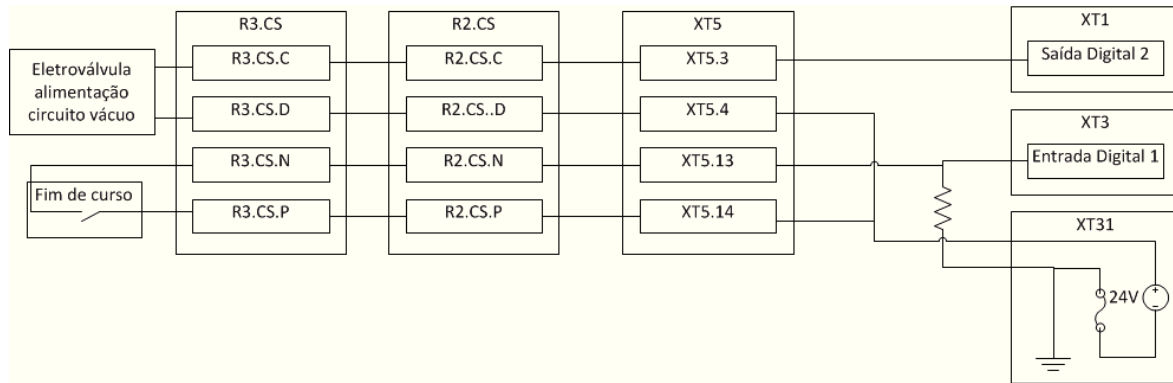 R3.CS
R2.CS
XT5
XT1
Eletroválvula
alimentação
circuito vácuo
R3.CS.C
R2.CS.C
XT5.3
Saída Digital 2
R3.CS.D
R2.CS..D
XT5.4
XT3
R3.CS.N
R2.CS.N
XT5.13
Entrada Digital 1
Fim de curso
R3.CS.P
R2.CS.P
XT5.14
XT31
24V
+
-